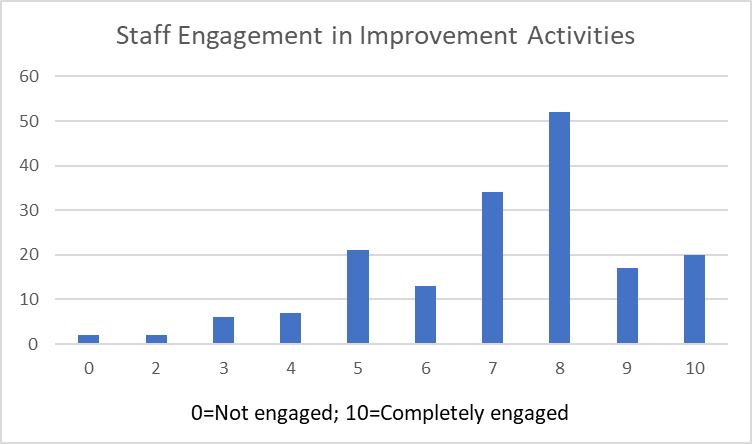 Staff Engagement in Improvement Activities
60
50
40
30
20
10
0
0 2 3 4 5 6 7 8 9 10
0=Not engaged; 10=Completely engaged